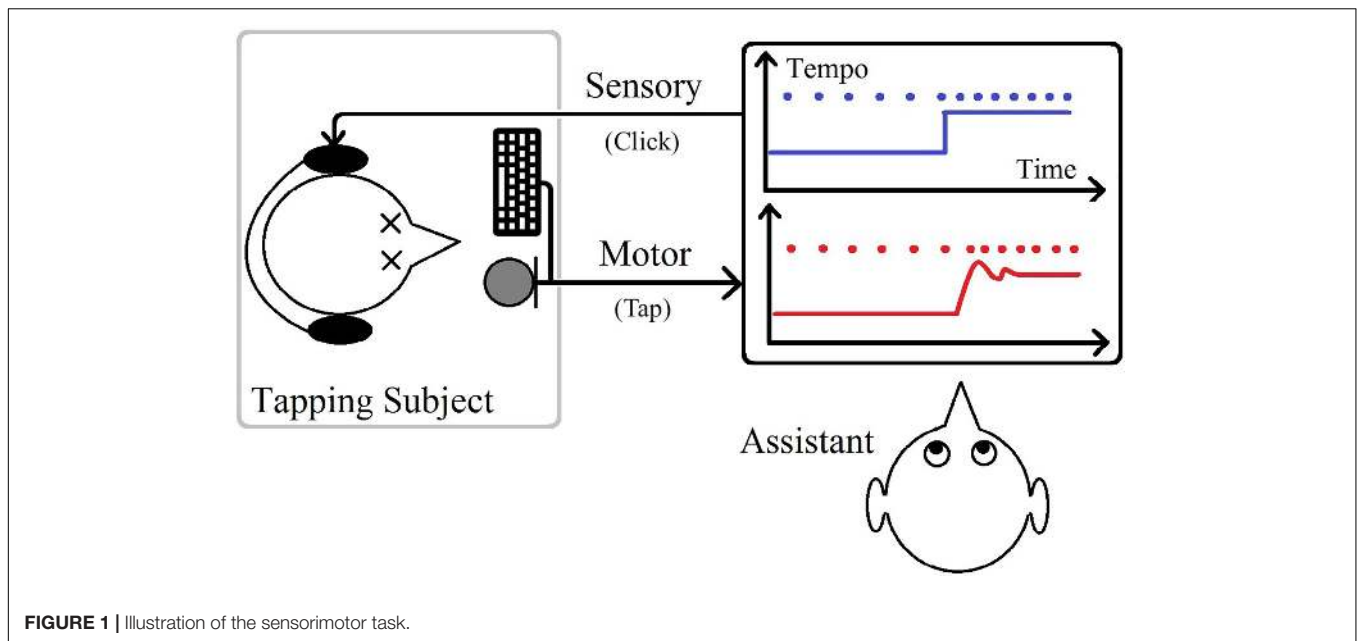 Sensory
(Click)
Tempo
Time
Motor
(Tap)
Tapping Subject
Assistant
FIGURE 1 | Illustration of the sensorimotor task.